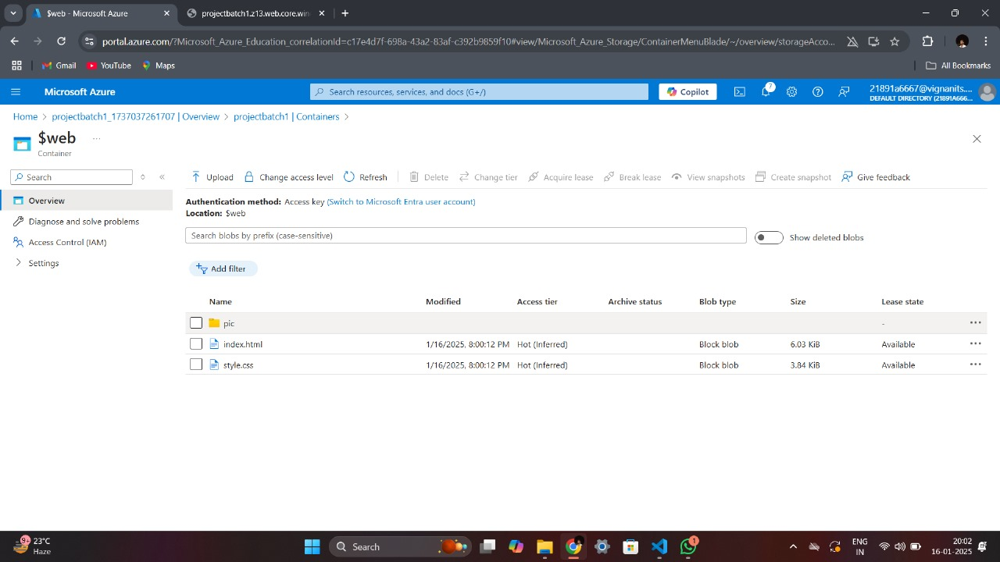 $web - Microsoft Azure
projectbatch1.z13.web.core.win
portal.azure.com/?Microsoft_Azure_Education_correlationId=c17e4d7f-698a-43a2-83af-c392b9859f10#view/Microsoft_Azure_Storage/ContainerMenuBlade/~/overview/storageAcco...
Gmail YouTube Maps All Bookmarks
Microsoft Azure
Search resources, services, and docs (G+/)
Copilot
7
21891a6667@vignanits....
DEFAULT DIRECTORY (21891A666...
Home > projectbatch1_1737037261707 | Overview > projectbatch1 | Containers >
$web ...
Container
Search
Overview
Diagnose and solve problems
Access Control (IAM)
Settings
Upload Change access level Refresh Delete Change tier Acquire lease Break lease View snapshots Create snapshot Give feedback
Authentication method: Access key (Switch to Microsoft Entra user account)
Location: $web
Search blobs by prefix (case-sensitive)
Show deleted blobs
Add filter
Name Modified Access tier Archive status Blob type Size Lease state
pic - ...
index.html 1/16/2025, 8:00:12 PM Hot (Inferred) Block blob 6.03 KiB Available ...
style.css 1/16/2025, 8:00:12 PM Hot (Inferred) Block blob 3.84 KiB Available ...
9+
23°C
Haze
Search
1
ENG
IN
20:02
16-01-2025